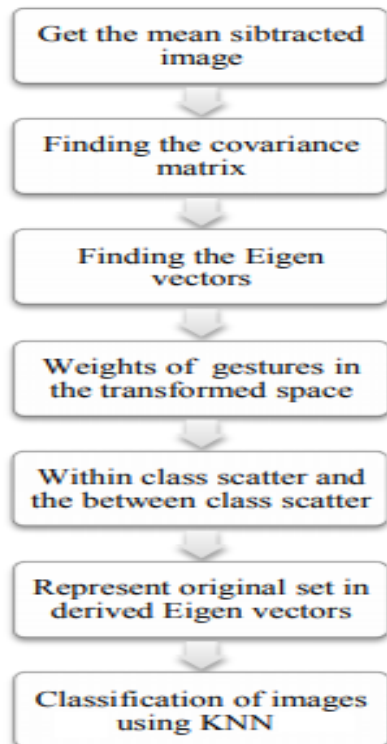 Get the mean sibtracted
image
Finding the covariance
matrix
Finding the Eigen
vectors
Weights of gestures in
the transformed space
Within class scatter and
the between class scatter
Represent original set in
derived Eigen vectors
Classification of images
using KNN